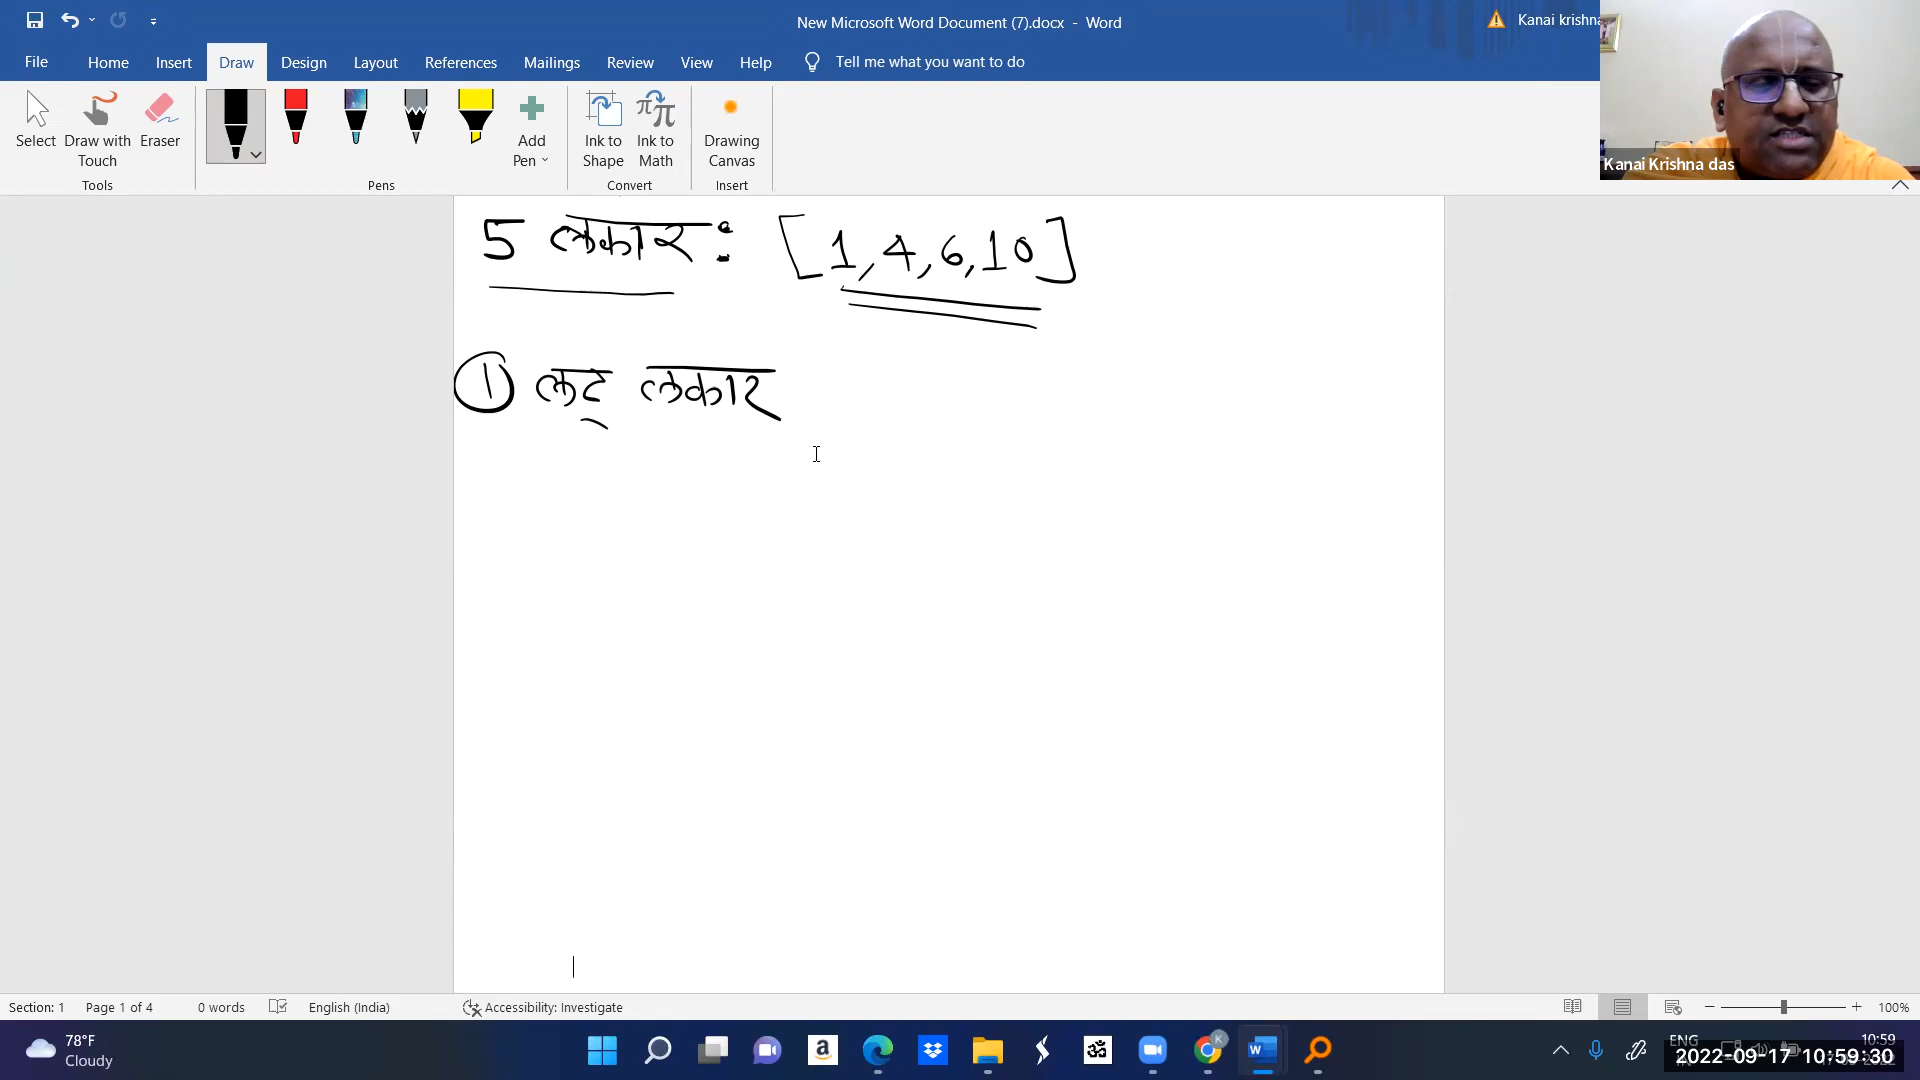 New Microsoft Word Document (7).docx - Word
Kanai krishna
File Home Insert Draw Design Layout References Mailings Review View Help Tell me what you want to do
Select Draw with Touch Eraser Add Pen Ink to Shape Ink to Math Drawing Canvas
Tools Pens Convert Insert
Kanai Krishna das
5 लकार : [1, 4, 6, 10]
① लट् लकार
Section: 1 Page 1 of 4 0 words English (India) Accessibility: Investigate 100%
78°F
Cloudy
ENG
10:59
2022-09-17 10:59:30